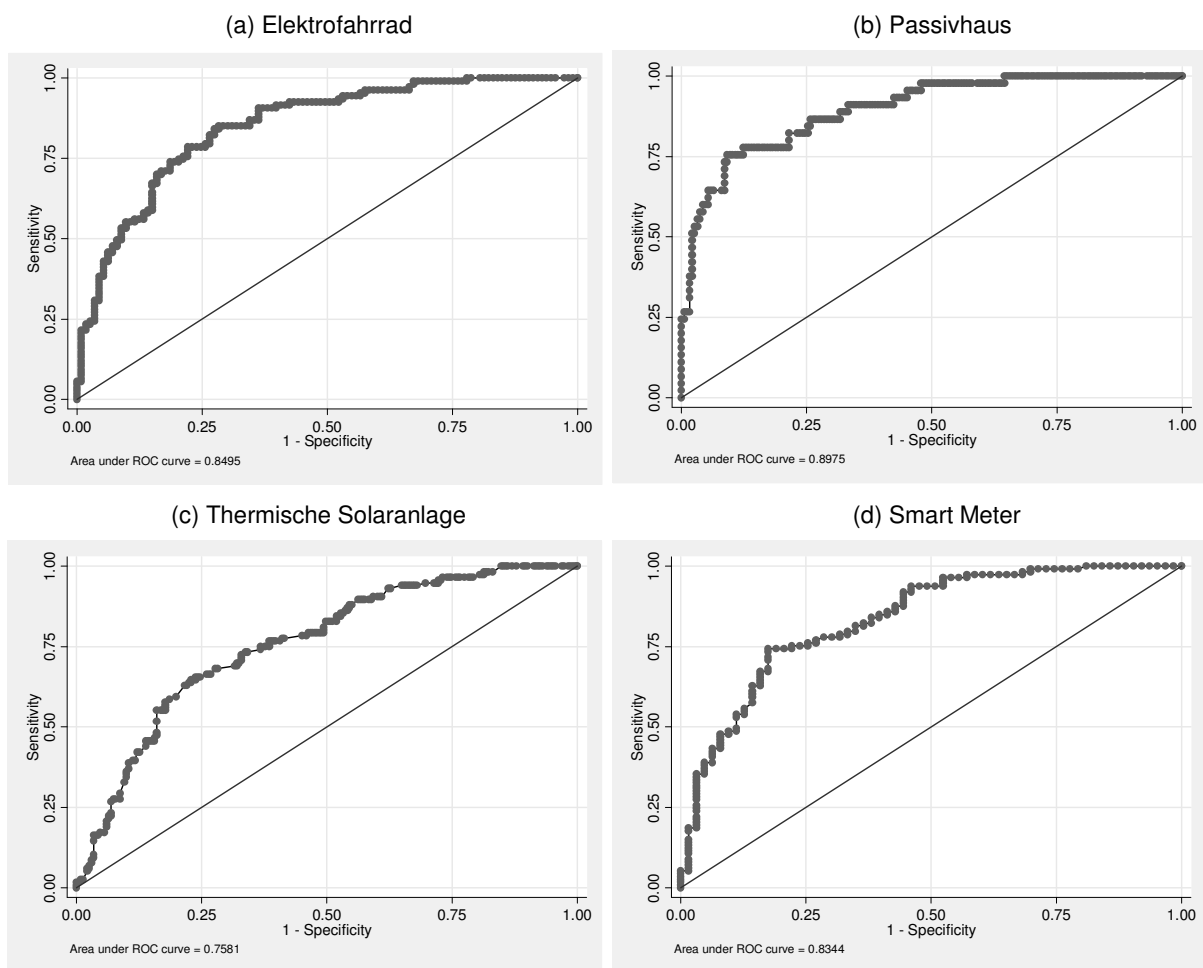 (a) Elektrofahrrad
Sensitivity
0.00 0.25 0.50 0.75 1.00
0.00 0.25 0.50 0.75 1.00
1 - Specificity
Area under ROC curve = 0.8495
(b) Passivhaus
Sensitivity
0.00 0.25 0.50 0.75 1.00
0.00 0.25 0.50 0.75 1.00
1 - Specificity
Area under ROC curve = 0.8975
(c) Thermische Solaranlage
Sensitivity
0.00 0.25 0.50 0.75 1.00
0.00 0.25 0.50 0.75 1.00
1 - Specificity
Area under ROC curve = 0.7581
(d) Smart Meter
Sensitivity
0.00 0.25 0.50 0.75 1.00
0.00 0.25 0.50 0.75 1.00
1 - Specificity
Area under ROC curve = 0.8344